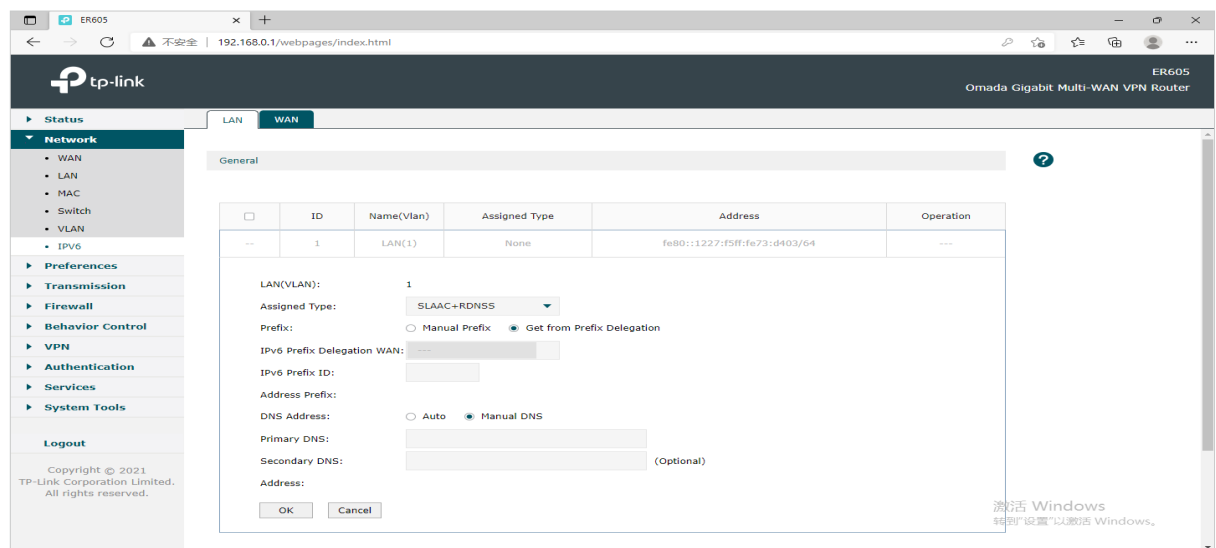 ER605
不安全 | 192.168.0.1/webpages/index.html
tp-link
ER605
Omada Gigabit Multi-WAN VPN Router
Status
Network
WAN
LAN
MAC
Switch
VLAN
IPV6
Preferences
Transmission
Firewall
Behavior Control
VPN
Authentication
Services
System Tools
Logout
Copyright © 2021
TP-Link Corporation Limited.
All rights reserved.
LAN WAN
General
?
ID Name(Vlan) Assigned Type Address Operation
-- 1 LAN(1) None fe80::1227:f5ff:fe73:d403/64 ---
LAN(VLAN): 1
Assigned Type: SLAAC+RDNSS
Prefix: Manual Prefix Get from Prefix Delegation
IPv6 Prefix Delegation WAN: ---
IPv6 Prefix ID:
Address Prefix:
DNS Address: Auto Manual DNS
Primary DNS:
Secondary DNS: (Optional)
Address:
OK Cancel
激活 Windows
转到"设置"以激活 Windows。